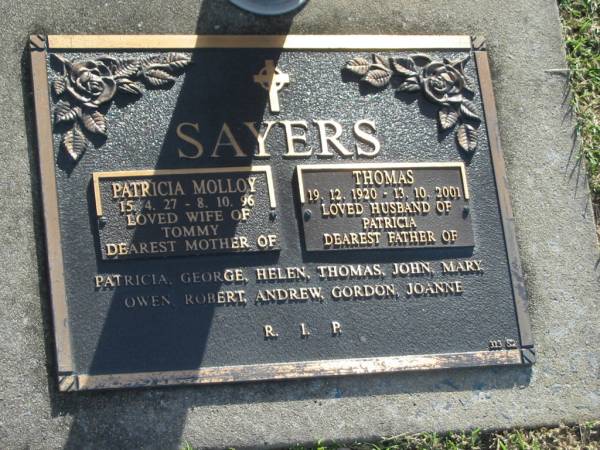 SAYERS
PATRICIA MOLLOY
15. 4. 27 - 8. 10. 96
LOVED WIFE OF
TOMMY
DEAREST MOTHER OF
THOMAS
19. 12. 1920 - 13. 10. 2001
LOVED HUSBAND OF
PATRICIA
DEAREST FATHER OF
PATRICIA, GEORGE, HELEN, THOMAS, JOHN, MARY,
OWEN, ROBERT, ANDREW, GORDON, JOANNE
R. I. P.
313 S2